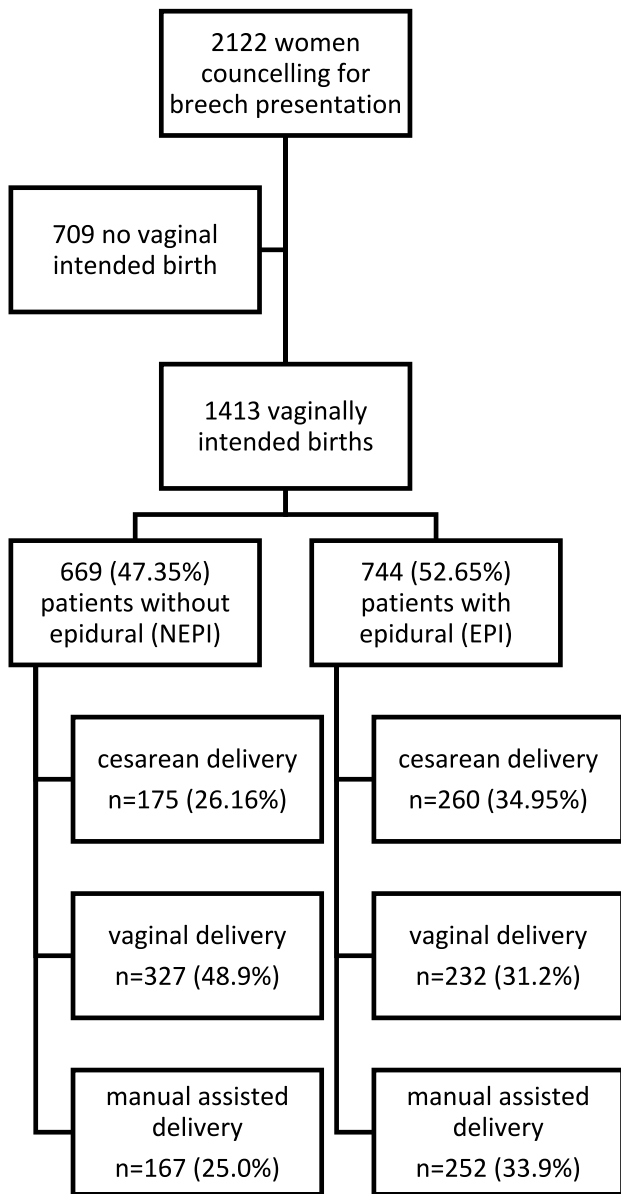 2122 women
councelling for
breech presentation
709 no vaginal
intended birth
1413 vaginally
intended births
669 (47.35%)
patients without
epidural (NEPI)
744 (52.65%)
patients with
epidural (EPI)
cesarean delivery
n=175 (26.16%)
cesarean delivery
n=260 (34.95%)
vaginal delivery
n=327 (48.9%)
vaginal delivery
n=232 (31.2%)
manual assisted
delivery
n=167 (25.0%)
manual assisted
delivery
n=252 (33.9%)